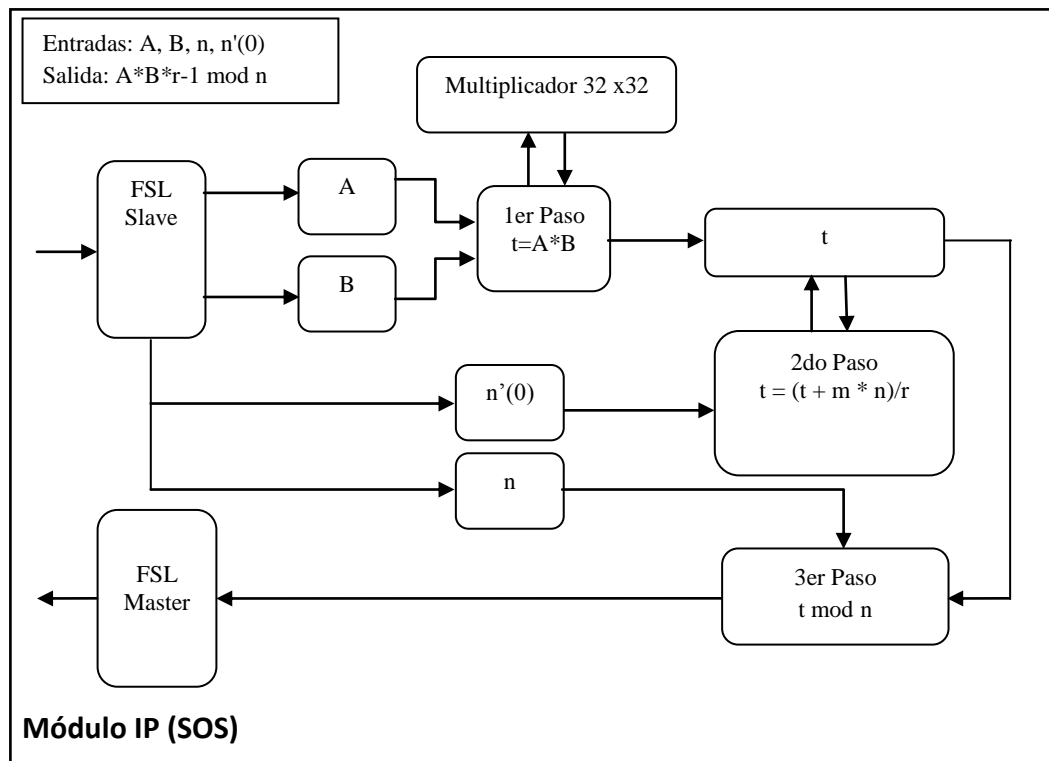 Entradas: A, B, n, n'(0)
Salida: A*B*r-1 mod n
Multiplicador 32 x32
FSL
Slave
A
1er Paso
t=A*B
t
B
2do Paso
t = (t + m * n)/r
n’(0)
n
FSL
Master
3er Paso
t mod n
Módulo IP (SOS)